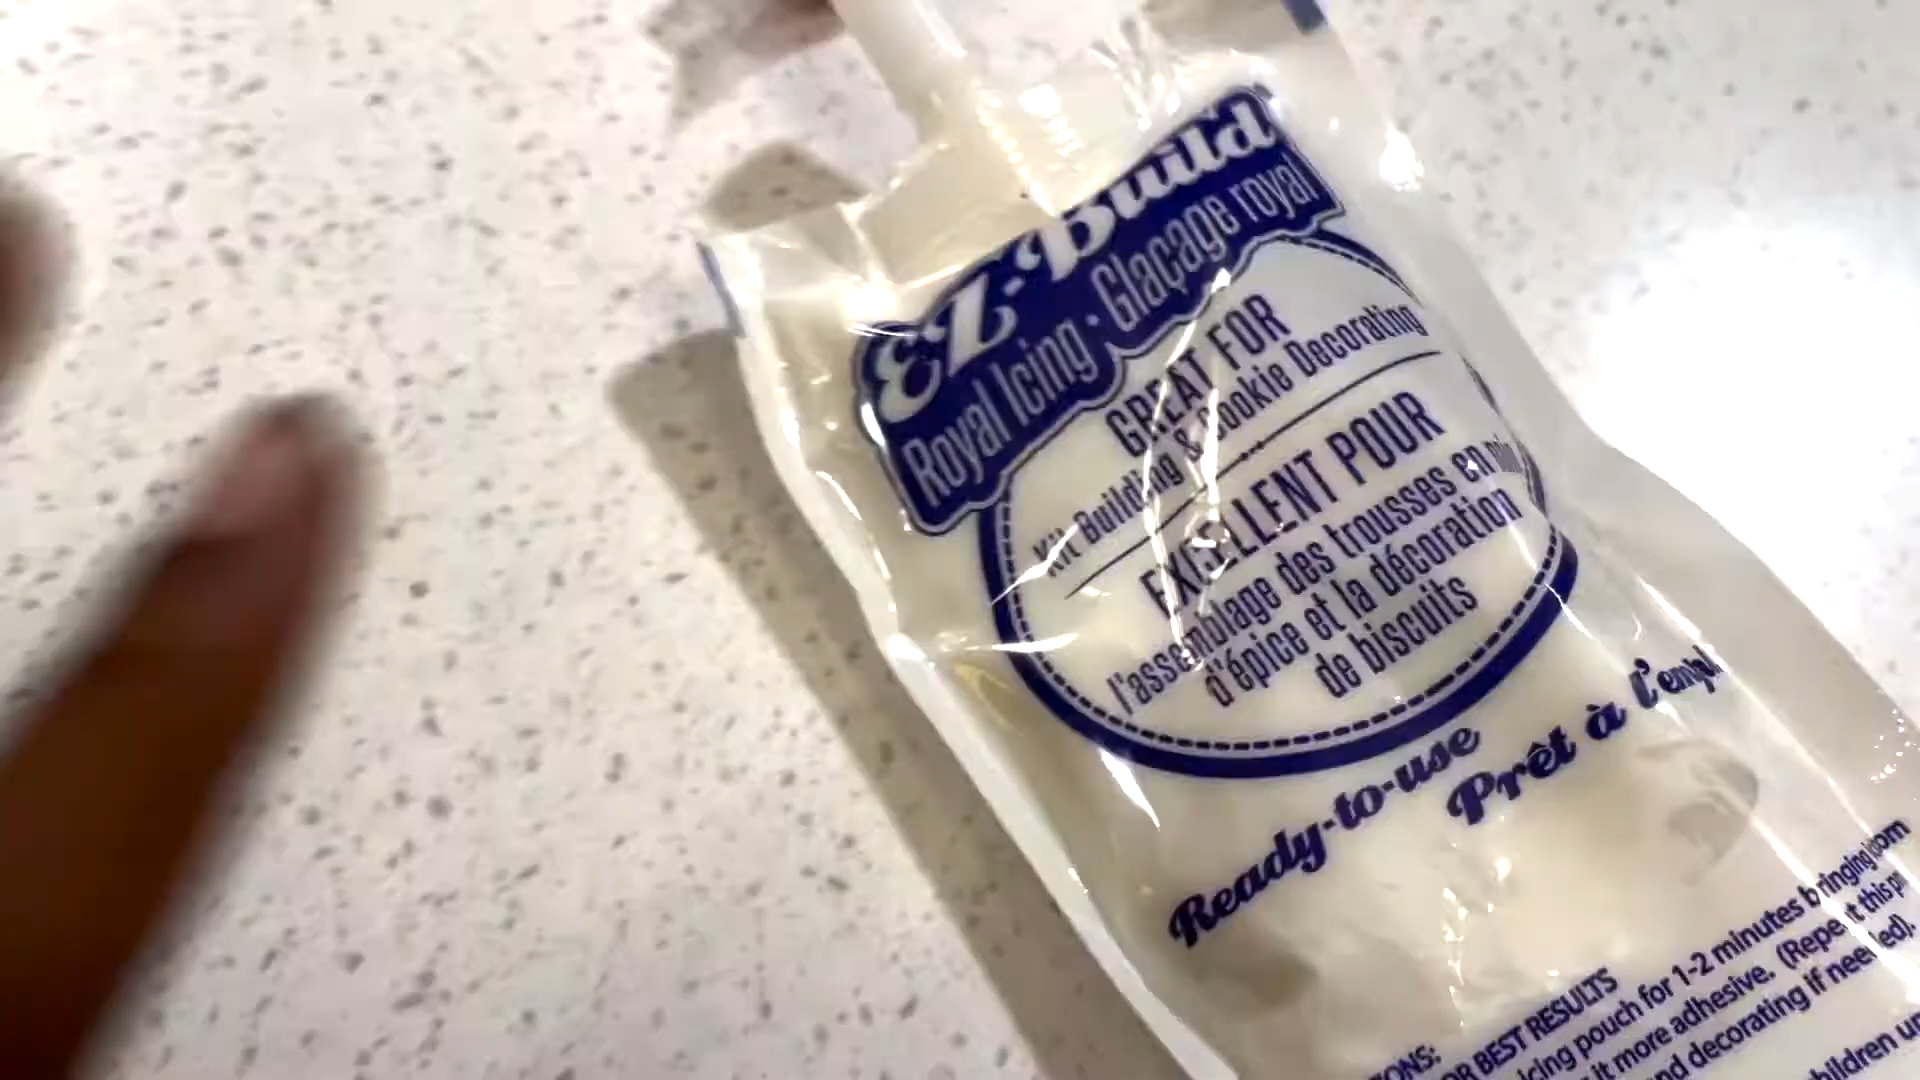 EZ-Build
Royal Icing · Glaçage royal
GREAT FOR
Kit Building & Cookie Decorating
EXCELLENT POUR
l'assemblage des trousses en
d'épice et la décoration
de biscuits
Ready-to-use
Prêt à l'empl
BEST RESULTS
icing pouch for 1-2 minutes bringing
it more adhesive. (Repeat this
and decorating if needed).
children